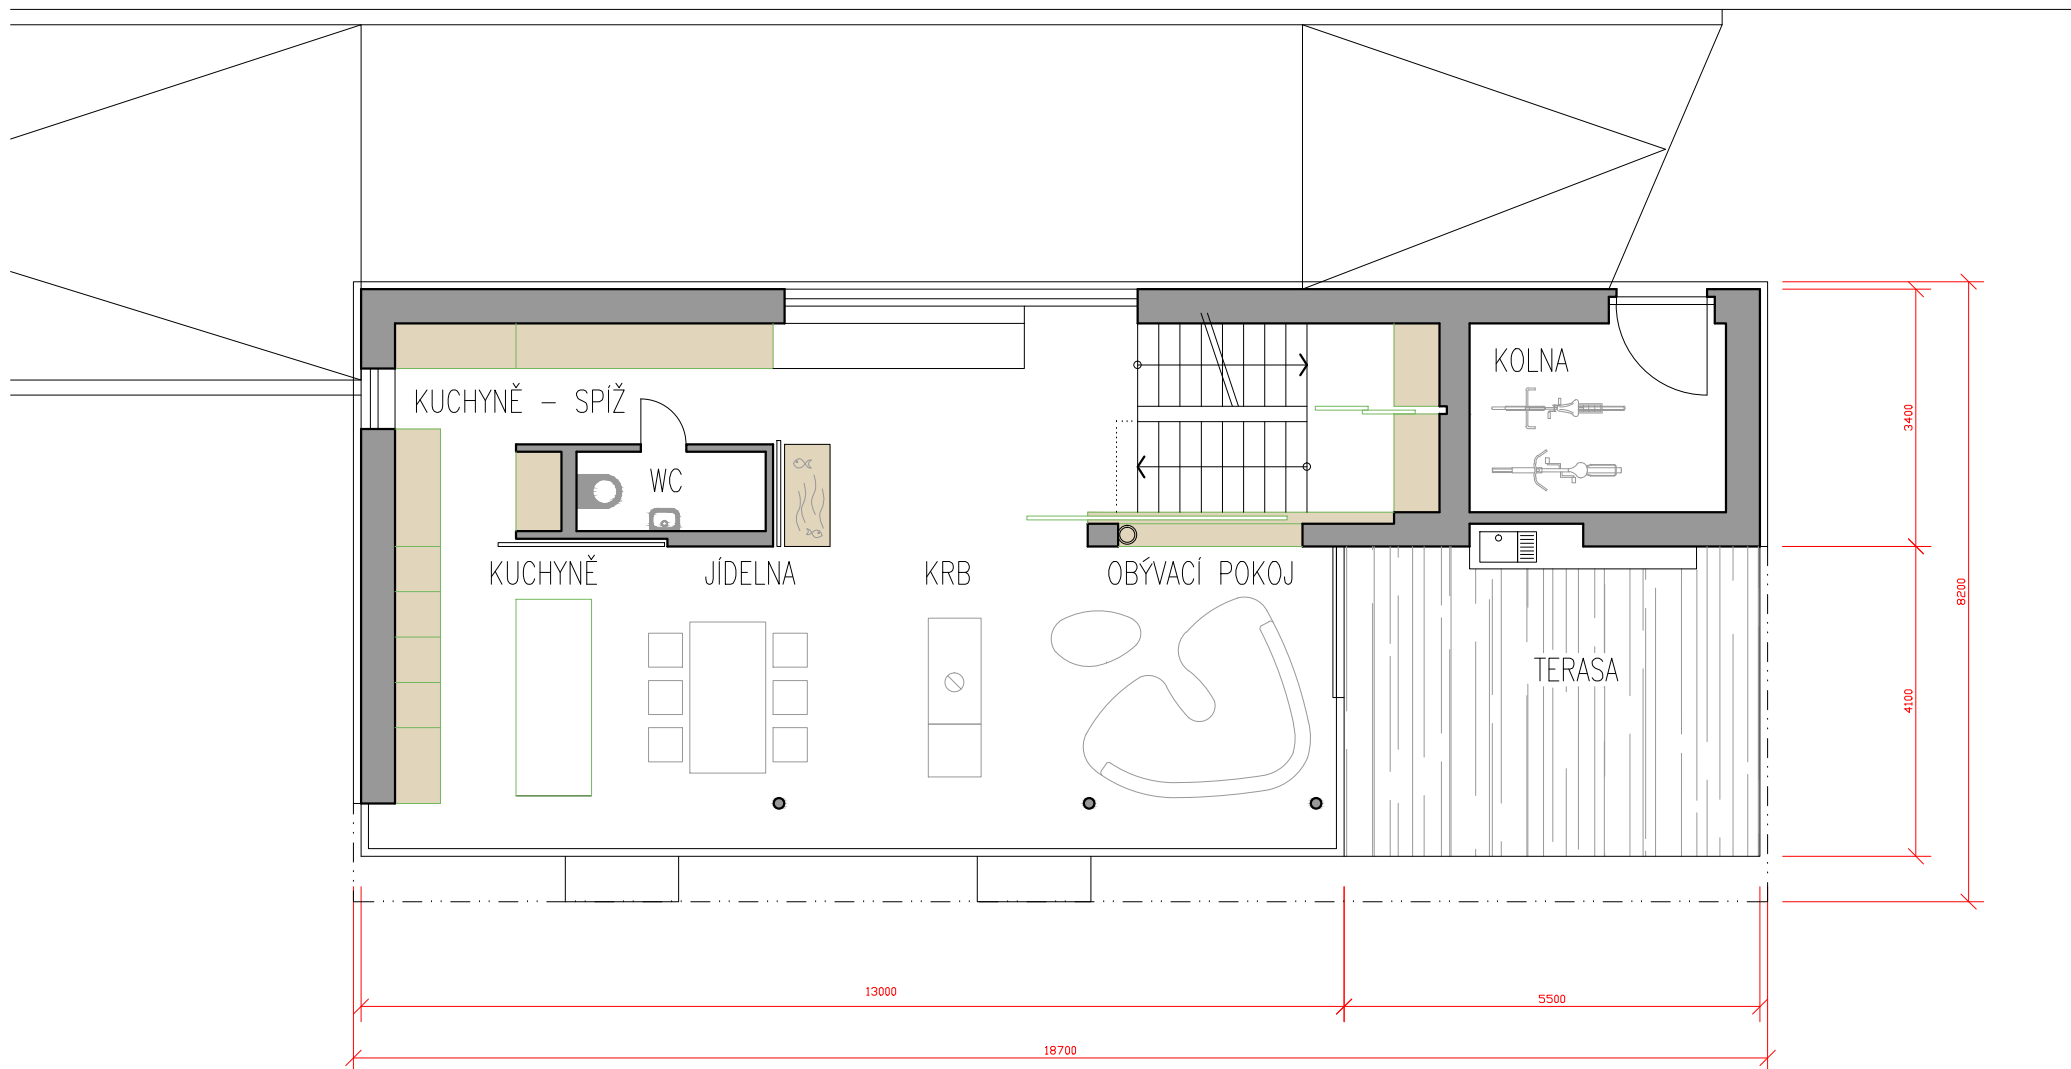 KOLNA
KUCHYNĚ – SPÍŽ
WC
KUCHYNĚ
JÍDELNA
KRB
OBÝVACÍ POKOJ
TERASA
3400
8200
4100
13000
5500
18700